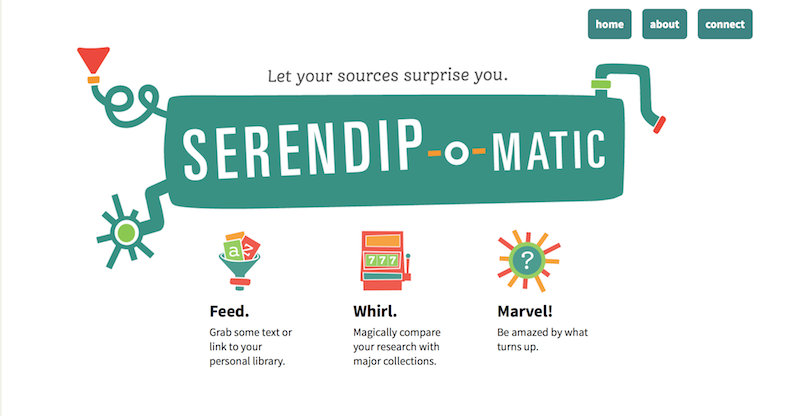 home about connect
Let your sources surprise you.
SERENDIP-o-MATIC
a
777
?
Feed. Whirl. Marvel!
Grab some text or Magically compare Be amazed by what
link to your your research with turns up.
personal library. major collections.